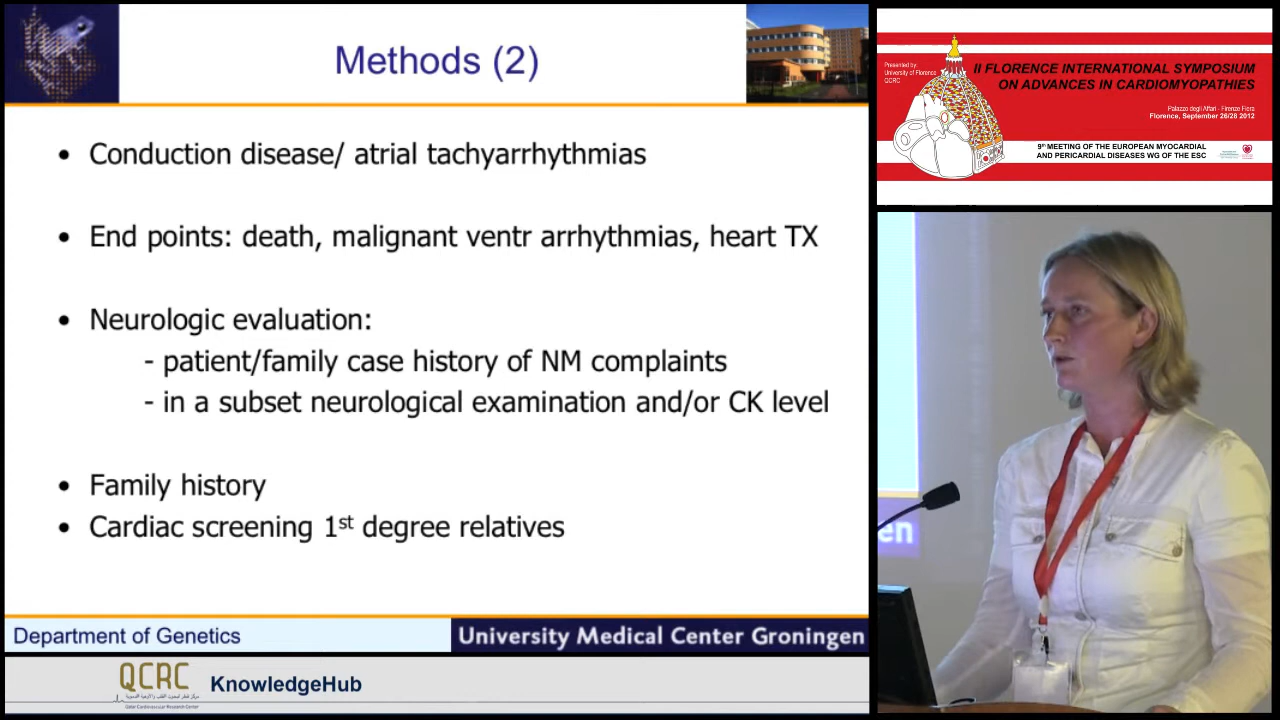 Methods (2)
• Conduction disease/ atrial tachyarrhythmias
• End points: death, malignant ventr arrhythmias, heart TX
• Neurologic evaluation:
- patient/family case history of NM complaints
- in a subset neurological examination and/or CK level
• Family history
• Cardiac screening 1st degree relatives
Department of Genetics
University Medical Center Groningen
QCRC
KnowledgeHub
Presented by:
University of Florence
QCRC
II FLORENCE INTERNATIONAL SYMPOSIUM
ON ADVANCES IN CARDIOMYOPATHIES
Palazzo degli Affari - Firenze Fiera
Florence, September 26/28 2012
9th MEETING OF THE EUROPEAN MYOCARDIAL
AND PERICARDIAL DISEASES WG OF THE ESC
en